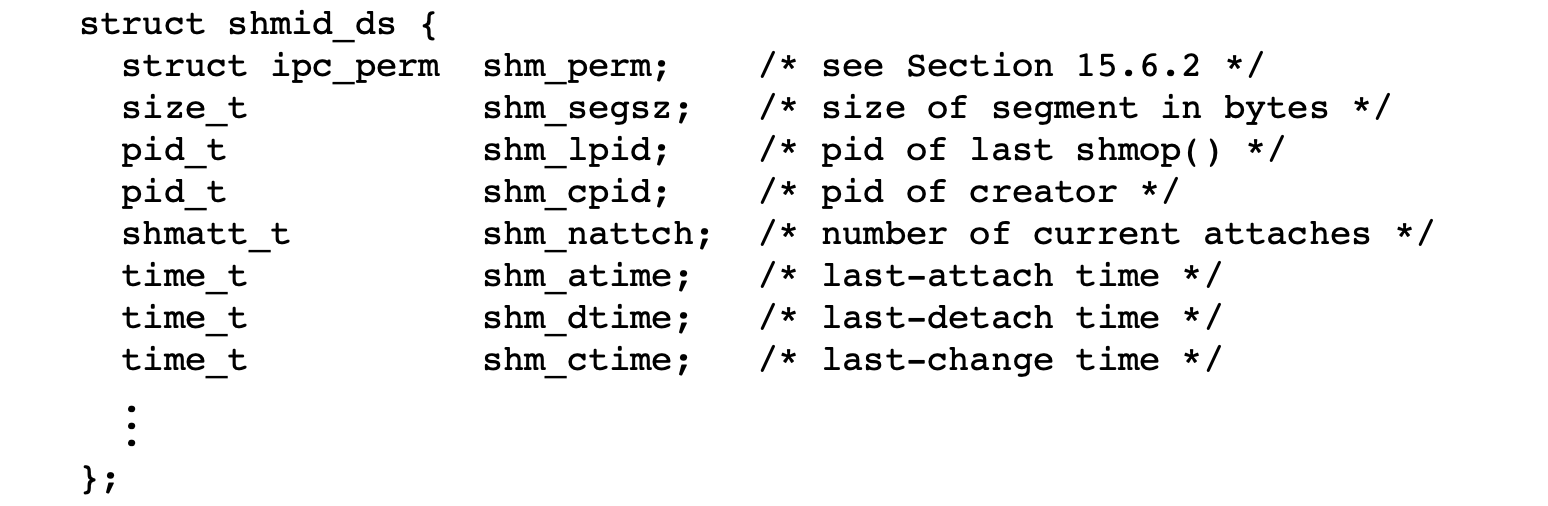 struct shmid_ds {
  struct ipc_perm  shm_perm;    /* see Section 15.6.2 */
  size_t           shm_segsz;   /* size of segment in bytes */
  pid_t            shm_lpid;    /* pid of last shmop() */
  pid_t            shm_cpid;    /* pid of creator */
  shmatt_t         shm_nattch;  /* number of current attaches */
  time_t           shm_atime;   /* last-attach time */
  time_t           shm_dtime;   /* last-detach time */
  time_t           shm_ctime;   /* last-change time */
  ⋮
};